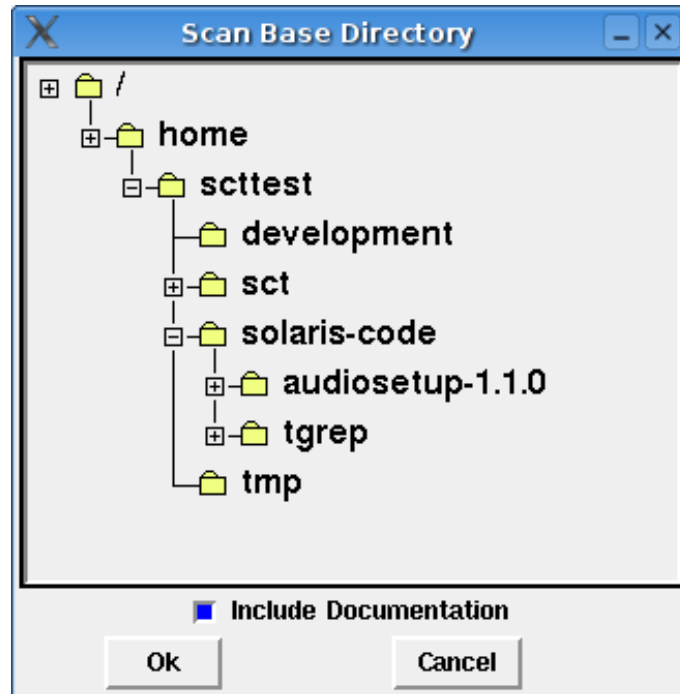 Scan Base Directory
/
home
scttest
development
sct
solaris-code
audiosetup-1.1.0
tgrep
tmp
Include Documentation
Ok Cancel